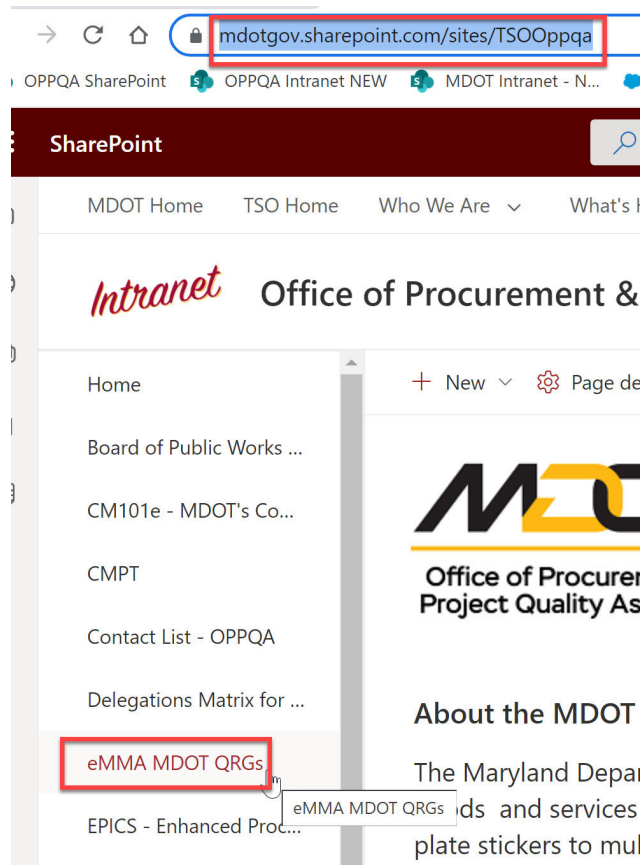 mdotgov.sharepoint.com/sites/TSOOppqa
OPPQA SharePoint OPPQA Intranet NEW MDOT Intranet - N...
SharePoint
MDOT Home TSO Home Who We Are What's
Intranet Office of Procurement &
Home
New Page de
Board of Public Works ...
CM101e - MDOT's Co...
CMPT
Contact List - OPPQA
Delegations Matrix for ...
eMMA MDOT QRGs
eMMA MDOT QRGs
EPICS - Enhanced Proc...
MDO
Office of Procurem
Project Quality As
About the MDOT
The Maryland Depar
ds and services
plate stickers to mul